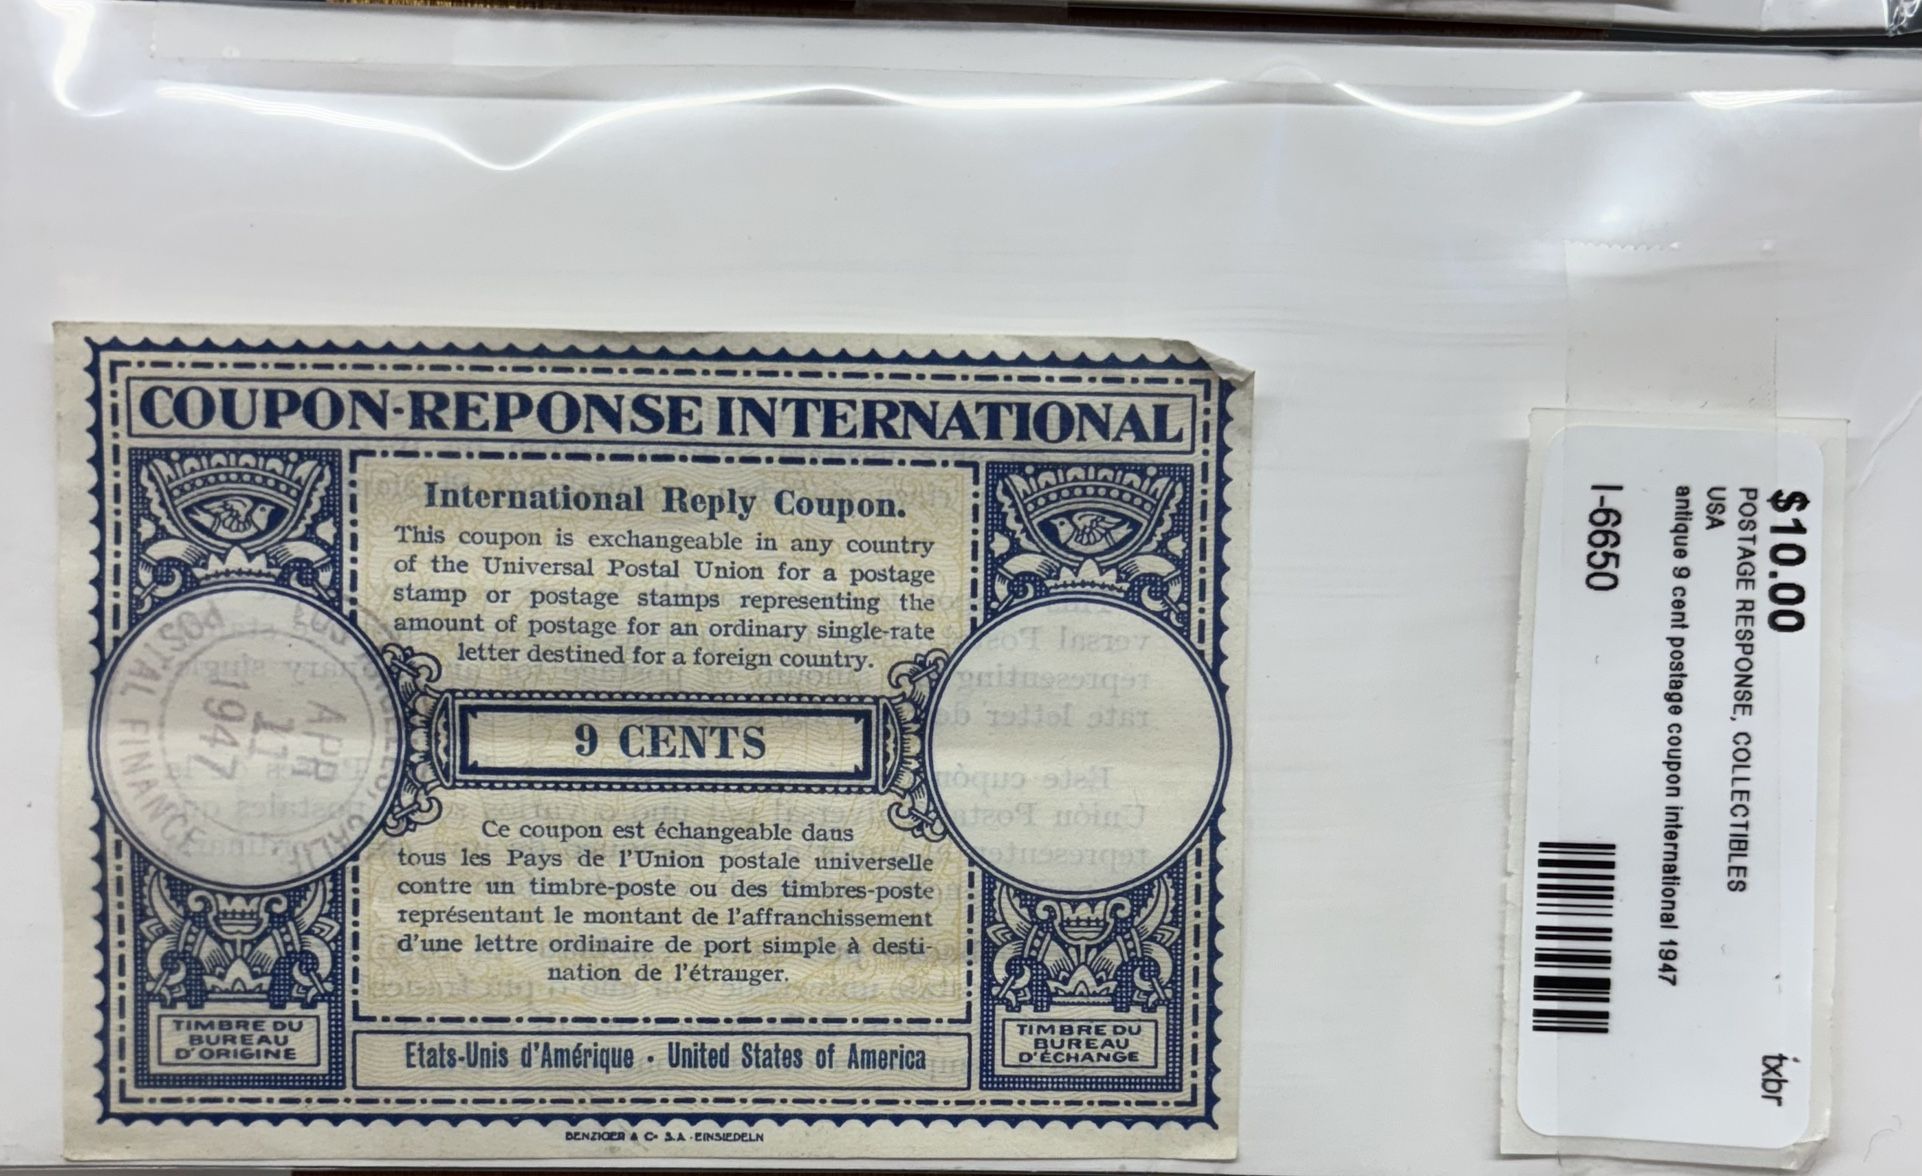 COUPON-REPONSE INTERNATIONAL
International Reply Coupon.
This coupon is exchangeable in any country
of the Universal Postal Union for a postage
stamp or postage stamps representing the
amount of postage for an ordinary single-rate
letter destined for a foreign country.
9 CENTS
Ce coupon est échangeable dans
tous les Pays de l'Union postale universelle
contre un timbre-poste ou des timbres-poste
représentant le montant de l'affranchissement
d'une lettre ordinaire de port simple à desti-
nation de l'étranger.
POSTAL FINANCE
CALIF.
APR
11
1947
TIMBRE DU
BUREAU
D'ORIGINE
Etats-Unis d'Amérique · United States of America
TIMBRE DU
BUREAU
D'ÉCHANGE
BENZIGER & Co S.A. - EINSIEDELN
$10.00
POSTAGE RESPONSE, COLLECTIBLES
USA
antique 9 cent postage coupon international 1947
I-6650
txbr